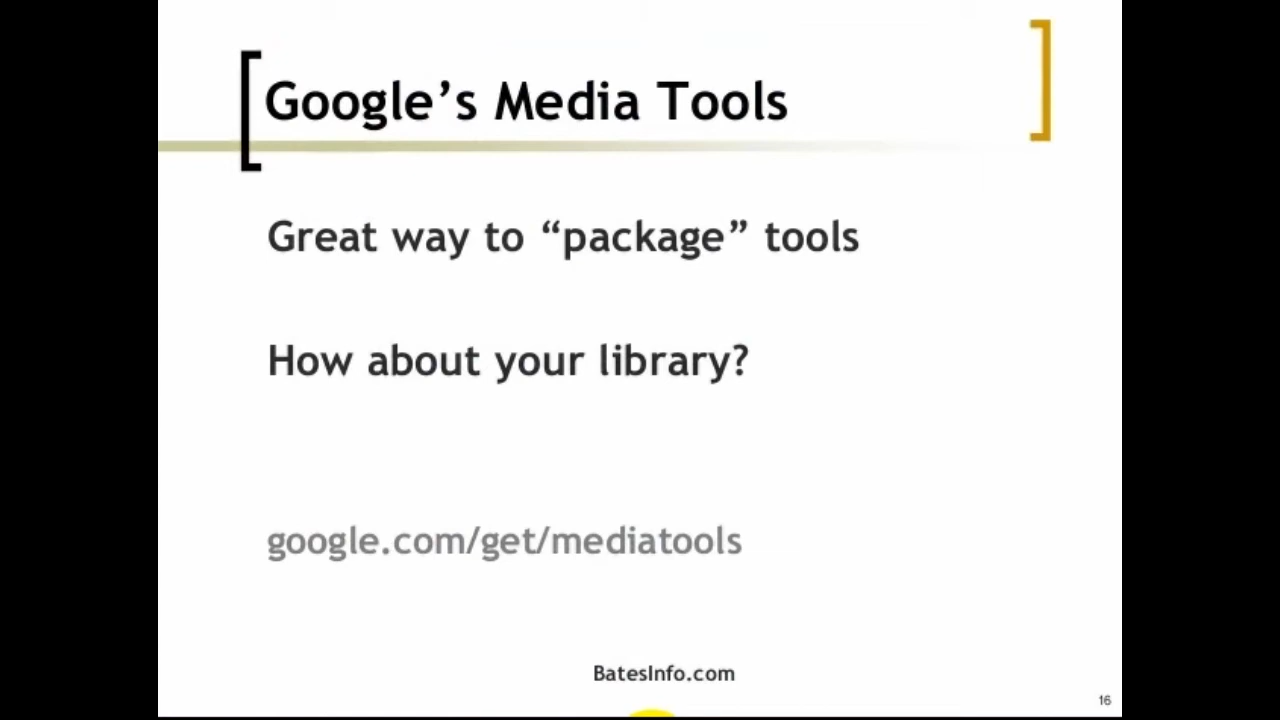 Google’s Media Tools
Great way to “package” tools
How about your library?
google.com/get/mediatools
BatesInfo.com
16